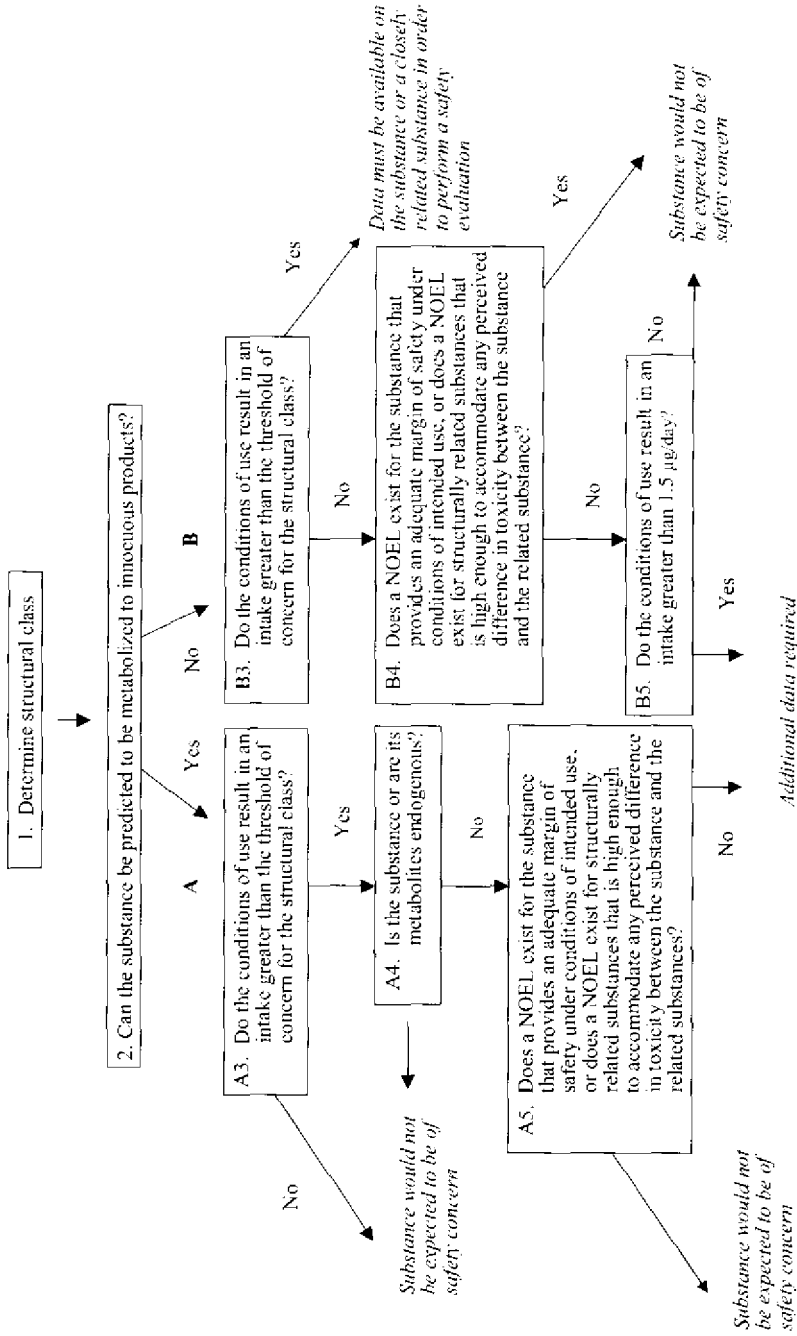 1. Determine structural class
2. Can the substance be predicted to be metabolized to innocuous products?
A
Yes
No
B
A3. Do the conditions of use result in an
intake greater than the threshold of
concern for the structural class?
B3. Do the conditions of use result in an
intake greater than the threshold of
concern for the structural class?
No
Yes
No
Yes
Data must be available on
the substance or a closely
related substance in order
to perform a safety
evaluation
Substance would not
be expected to be of
safety concern
A4. Is the substance or are its
metabolites endogenous?
B4. Does a NOEL exist for the substance that
provides an adequate margin of safety under
conditions of intended use, or does a NOEL
exist for structurally related substances that
is high enough to accommodate any perceived
difference in toxicity between the substance
and the related substance?
No
No
Yes
A5. Does a NOEL exist for the substance
that provides an adequate margin of
safety under conditions of intended use,
or does a NOEL exist for structurally
related substances that is high enough
to accommodate any perceived difference
in toxicity between the substance and the
related substances?
B5. Do the conditions of use result in an
intake greater than 1.5 µg/day?
No
Substance would not
be expected to be of
safety concern
No
Yes
Substance would not
be expected to be of
safety concern
Additional data required